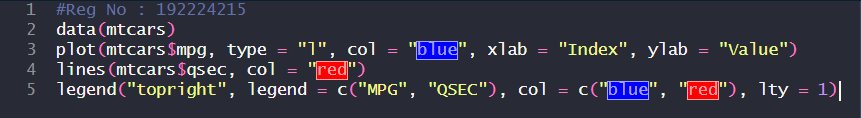 1 #Reg No : 192224215
2 data(mtcars)
3 plot(mtcars$mpg, type = "l", col = "blue", xlab = "Index", ylab = "Value")
4 lines(mtcars$qsec, col = "red")
5 legend("topright", legend = c("MPG", "QSEC"), col = c("blue", "red"), lty = 1)